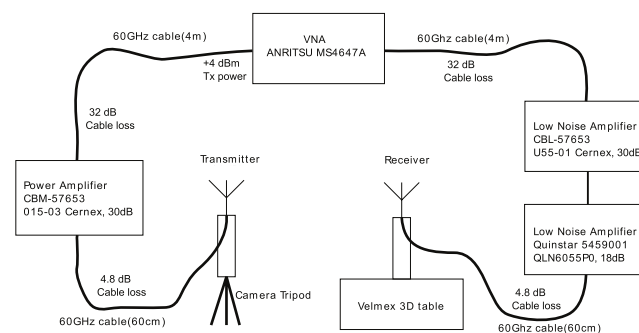 60GHz cable(4m)
VNA
ANRITSU MS4647A
60Ghz cable(4m)
+4 dBm
Tx power
32 dB
Cable loss
32 dB
Cable loss
Low Noise Amplifier
CBL-57653
U55-01 Cernex, 30dB
Transmitter
Receiver
Power Amplifier
CBM-57653
015-03 Cernex, 30dB
Low Noise Amplifier
Quinstar 5459001
QLN6055P0, 18dB
4.8 dB
Cable loss
Camera Tripod
Velmex 3D table
4.8 dB
Cable loss
60GHz cable(60cm)
60Ghz cable(60cm)